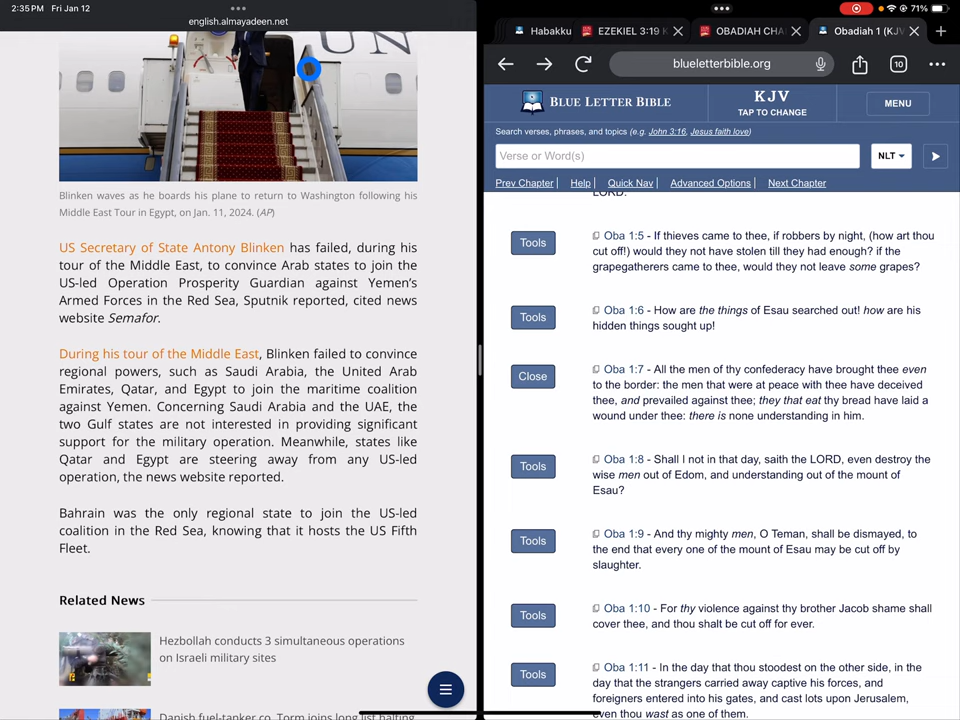 2:35 PM Fri Jan 12
71%
english.almayadeen.net
UN
Blinken waves as he boards his plane to return to Washington following his
Middle East Tour in Egypt, on Jan. 11, 2024. (AP)
US Secretary of State Antony Blinken has failed, during his
tour of the Middle East, to convince Arab states to join the
US-led Operation Prosperity Guardian against Yemen's
Armed Forces in the Red Sea, Sputnik reported, cited news
website Semafor.
During his tour of the Middle East, Blinken failed to convince
regional powers, such as Saudi Arabia, the United Arab
Emirates, Qatar, and Egypt to join the maritime coalition
against Yemen. Concerning Saudi Arabia and the UAE, the
two Gulf states are not interested in providing significant
support for the military operation. Meanwhile, states like
Qatar and Egypt are steering away from any US-led
operation, the news website reported.
Bahrain was the only regional state to join the US-led
coalition in the Red Sea, knowing that it hosts the US Fifth
Fleet.
Related News
Hezbollah conducts 3 simultaneous operations
on Israeli military sites
Danish fuel-tanker co. Torm joins long list halting
Habakku
EZEKIEL 3:19 K
OBADIAH CHA
Obadiah 1 (KJV
blueletterbible.org
10
BLUE LETTER BIBLE
KJV
TAP TO CHANGE
MENU
Search verses, phrases, and topics (e.g. John 3:16, Jesus faith love)
Verse or Word(s)
NLT
Prev Chapter | Help | Quick Nav | Advanced Options | Next Chapter
LORD.
Tools
Oba 1:5 - If thieves came to thee, if robbers by night, (how art thou
cut off!) would they not have stolen till they had enough? if the
grapegatherers came to thee, would they not leave some grapes?
Tools
Oba 1:6 - How are the things of Esau searched out! how are his
hidden things sought up!
Close
Oba 1:7 - All the men of thy confederacy have brought thee even
to the border: the men that were at peace with thee have deceived
thee, and prevailed against thee; they that eat thy bread have laid a
wound under thee: there is none understanding in him.
Tools
Oba 1:8 - Shall I not in that day, saith the LORD, even destroy the
wise men out of Edom, and understanding out of the mount of
Esau?
Tools
Oba 1:9 - And thy mighty men, O Teman, shall be dismayed, to
the end that every one of the mount of Esau may be cut off by
slaughter.
Tools
Oba 1:10 - For thy violence against thy brother Jacob shame shall
cover thee, and thou shalt be cut off for ever.
Tools
Oba 1:11 - In the day that thou stoodest on the other side, in the
day that the strangers carried away captive his forces, and
foreigners entered into his gates, and cast lots upon Jerusalem,
even thou wast as one of them.